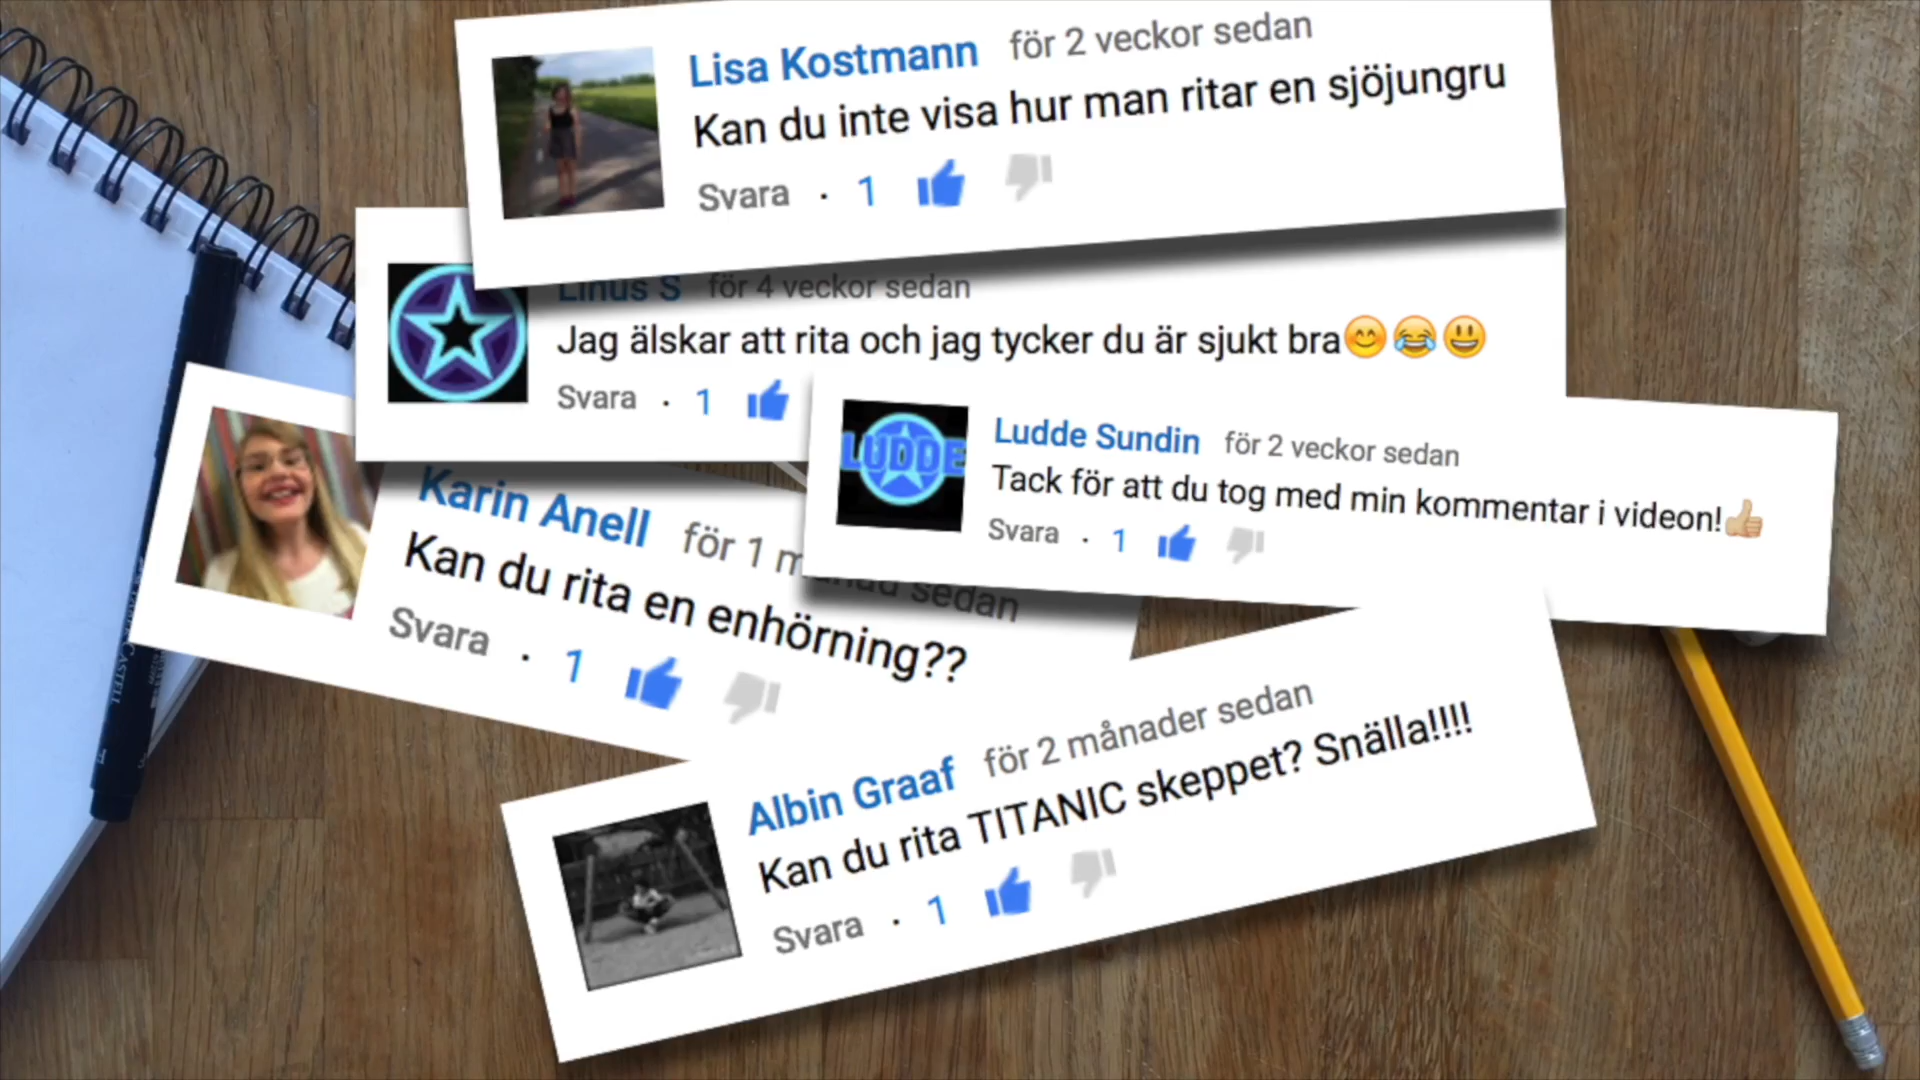 Lisa Kostmann för 2 veckor sedan
Kan du inte visa hur man ritar en sjöjungru
Svara · 1
Linus S för 4 veckor sedan
Jag älskar att rita och jag tycker du är sjukt bra😊😂😃
Svara · 1
LUDDE
Ludde Sundin för 2 veckor sedan
Tack för att du tog med min kommentar i videon!👍🏼
Svara · 1
Karin Anell för 1 månad sedan
Kan du rita en enhörning??
Svara · 1
Albin Graaf för 2 månader sedan
Kan du rita TITANIC skeppet? Snälla!!!!
Svara · 1